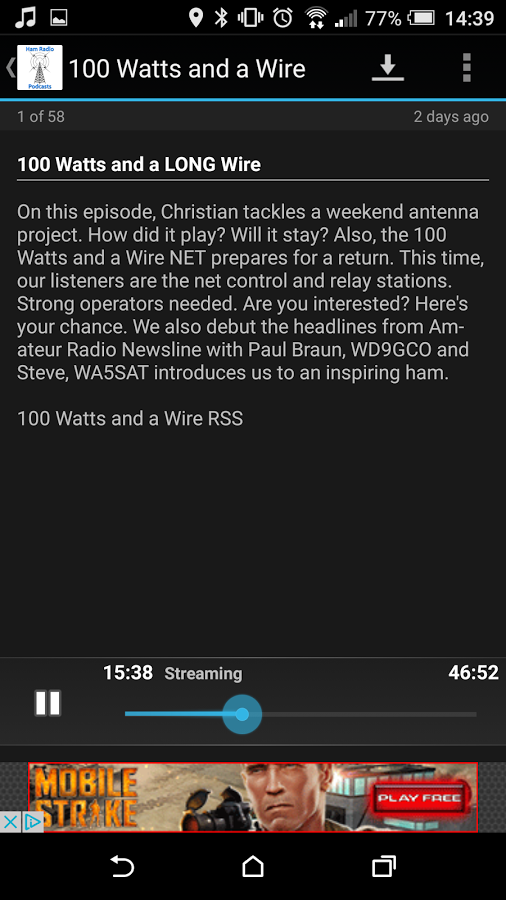 77% 14:39
Ham Radio
Podcasts
100 Watts and a Wire
1 of 58 2 days ago
100 Watts and a LONG Wire
On this episode, Christian tackles a weekend antenna
project. How did it play? Will it stay? Also, the 100
Watts and a Wire NET prepares for a return. This time,
our listeners are the net control and relay stations.
Strong operators needed. Are you interested? Here's
your chance. We also debut the headlines from Am-
ateur Radio Newsline with Paul Braun, WD9GCO and
Steve, WA5SAT introduces us to an inspiring ham.
100 Watts and a Wire RSS
15:38 Streaming 46:52
MOBILE
STRIKE
PLAY FREE